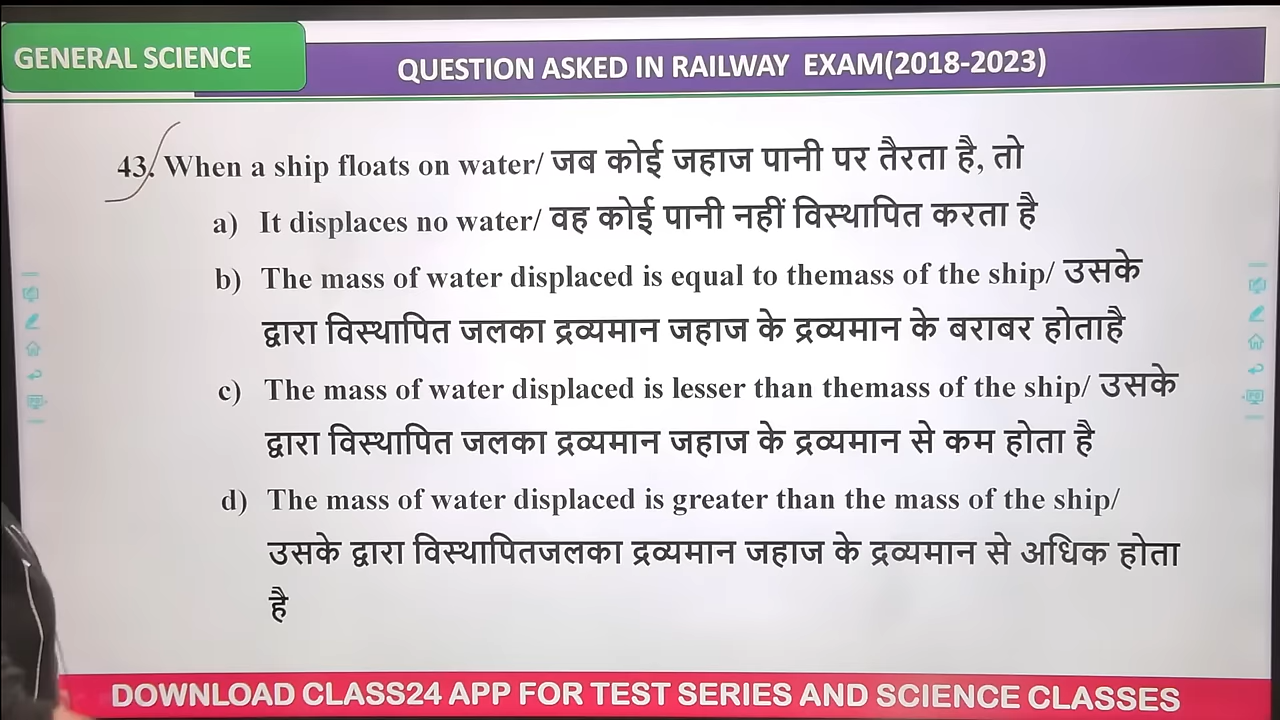 GENERAL SCIENCE
QUESTION ASKED IN RAILWAY EXAM(2018-2023)
43. When a ship floats on water/ जब कोई जहाज पानी पर तैरता है, तो
a) It displaces no water/ वह कोई पानी नहीं विस्थापित करता है
b) The mass of water displaced is equal to themass of the ship/ उसके
द्वारा विस्थापित जलका द्रव्यमान जहाज के द्रव्यमान के बराबर होताहै
c) The mass of water displaced is lesser than themass of the ship/ उसके
द्वारा विस्थापित जलका द्रव्यमान जहाज के द्रव्यमान से कम होता है
d) The mass of water displaced is greater than the mass of the ship/
उसके द्वारा विस्थापितजलका द्रव्यमान जहाज के द्रव्यमान से अधिक होता
है
DOWNLOAD CLASS24 APP FOR TEST SERIES AND SCIENCE CLASSES